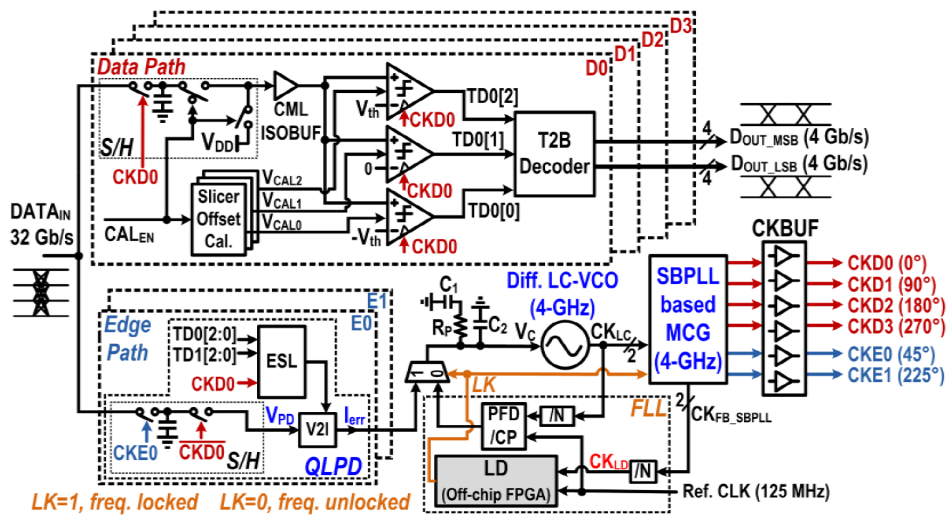 D3
D2
D1
D0
Data Path
S/H
CKD0
V_DD
CML
ISOBUF
V_th
CKD0
0
CKD0
-V_th
CKD0
TD0[2]
TD0[1]
TD0[0]
T2B
Decoder
4
D_OUT_MSB (4 Gb/s)
4
D_OUT_LSB (4 Gb/s)
V_CAL2
V_CAL1
V_CAL0
Slicer
Offset
Cal.
CAL_EN
DATA_IN
32 Gb/s
E1
E0
Edge
Path
TD0[2:0]
TD1[2:0]
CKD0
ESL
V_PD
V2I
I_err
CKE0
CKD0
S/H
QLPD
LK=1, freq. locked LK=0, freq. unlocked
1
0
LK
C_1
R_P
C_2
V_C
Diff. LC-VCO
(4-GHz)
CK_LC
2
SBPLL
based
MCG
(4-GHz)
CKBUF
CKD0 (0°)
CKD1 (90°)
CKD2 (180°)
CKD3 (270°)
CKE0 (45°)
CKE1 (225°)
2
CK_FB_SBPLL
FLL
PFD
/CP
/N
LD
(Off-chip FPGA)
CK_LD
/N
Ref. CLK (125 MHz)